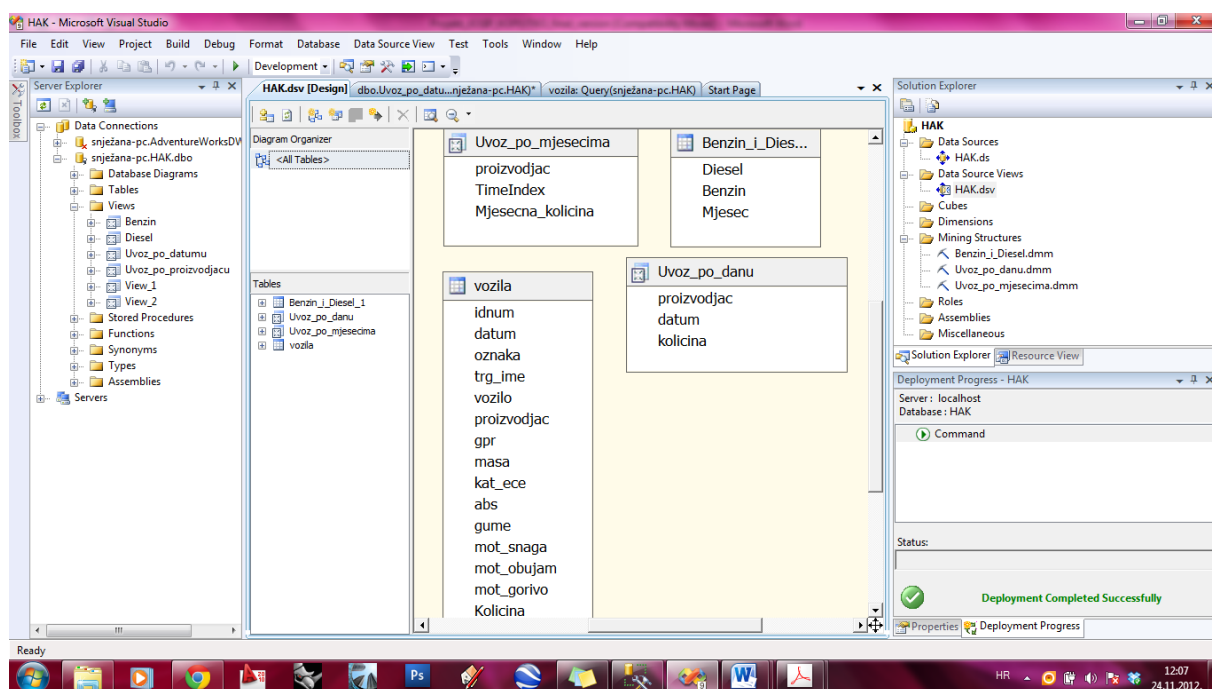 HAK - Microsoft Visual Studio
File Edit View Project Build Debug Format Database Data Source View Test Tools Window Help
Development
Server Explorer
Toolbox
Data Connections
snježana-pc.AdventureWorksDW
snježana-pc.HAK.dbo
Database Diagrams
Tables
Views
Benzin
Diesel
Uvoz_po_datumu
Uvoz_po_proizvodjacu
View_1
View_2
Stored Procedures
Functions
Synonyms
Types
Assemblies
Servers
HAK.dsv [Design] dbo.Uvoz_po_datu...nježana-pc.HAK)* vozila: Query(snježana-pc.HAK) Start Page
Diagram Organizer
<All Tables>
Tables
Benzin_i_Diesel_1
Uvoz_po_danu
Uvoz_po_mjesecima
vozila
Uvoz_po_mjesecima
proizvodjac
TimeIndex
Mjesecna_kolicina
Benzin_i_Dies...
Diesel
Benzin
Mjesec
vozila
idnum
datum
oznaka
trg_ime
vozilo
proizvodjac
gpr
masa
kat_ece
abs
gume
mot_snaga
mot_obujam
mot_gorivo
Kolicina
Uvoz_po_danu
proizvodjac
datum
kolicina
Solution Explorer
HAK
Data Sources
HAK.ds
Data Source Views
HAK.dsv
Cubes
Dimensions
Mining Structures
Benzin_i_Diesel.dmm
Uvoz_po_danu.dmm
Uvoz_po_mjesecima.dmm
Roles
Assemblies
Miscellaneous
Solution Explorer Resource View
Deployment Progress - HAK
Server : localhost
Database : HAK
Command
Status:
Deployment Completed Successfully
Properties Deployment Progress
Ready
Ps
W
HR
12:07
24.11.2012.